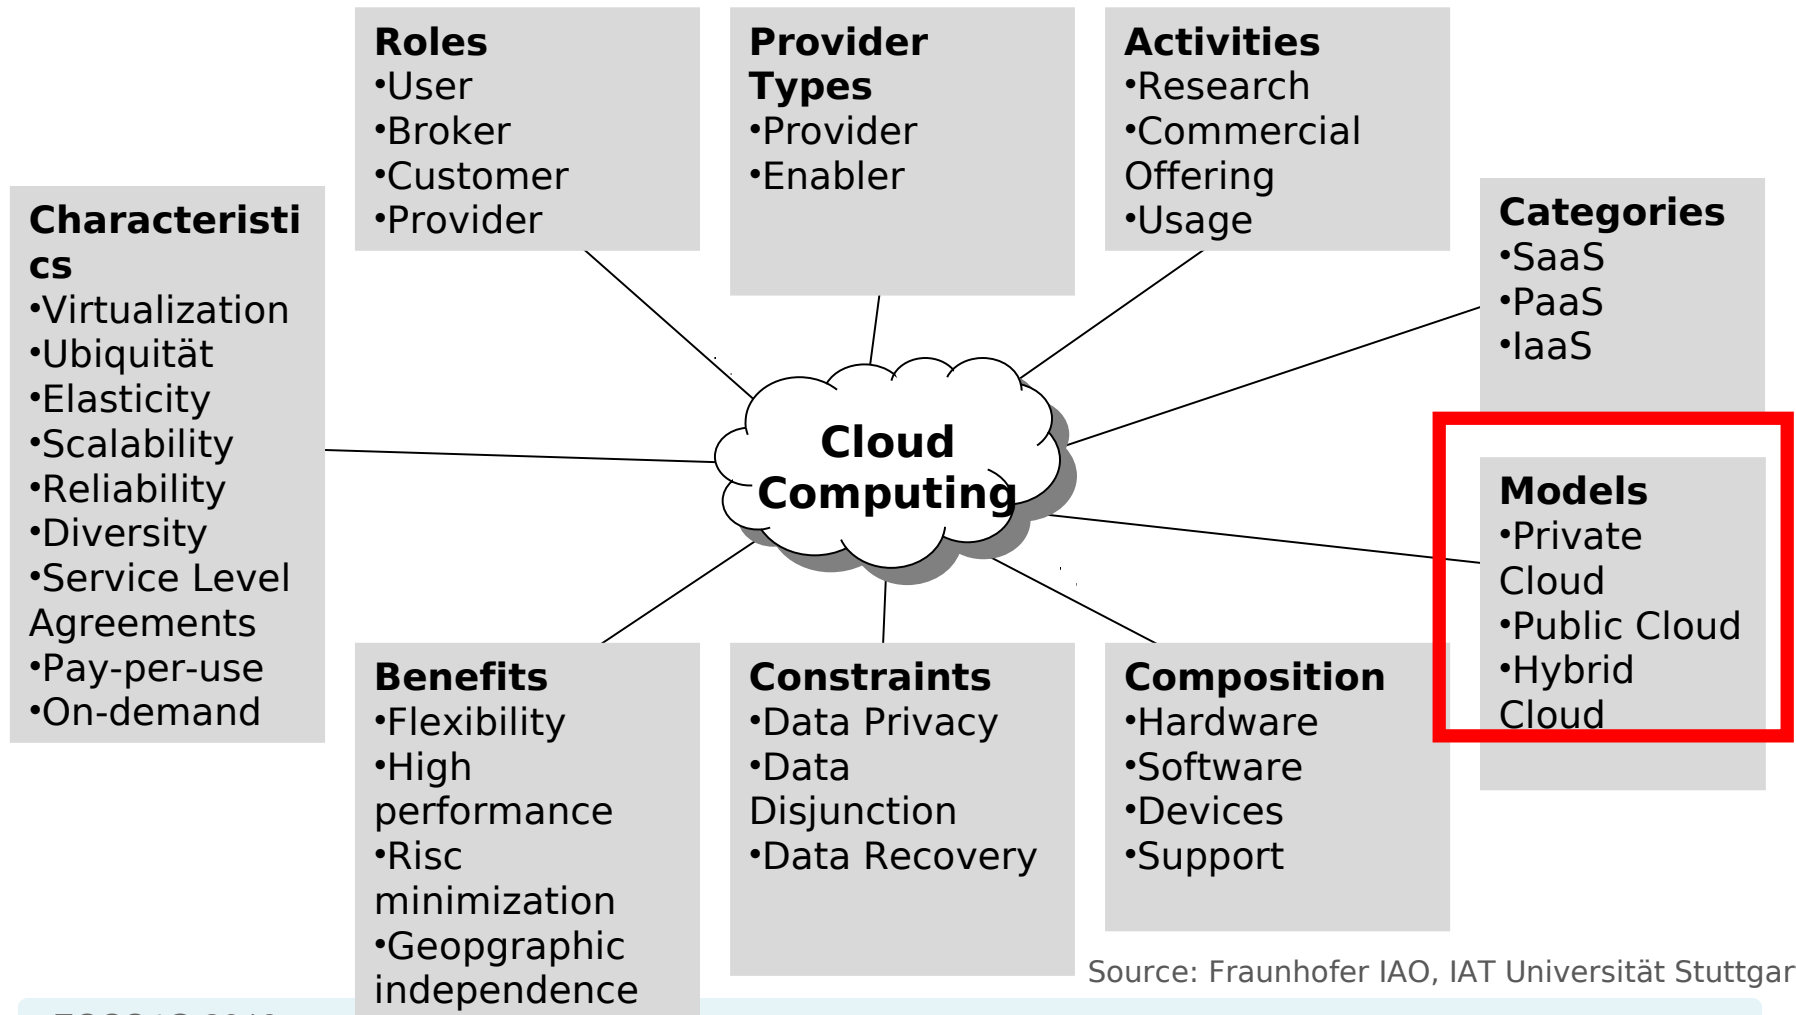 Roles
•User
•Broker
•Customer
•Provider
Provider
Types
•Provider
•Enabler
Activities
•Research
•Commercial
Offering
•Usage
Characteristi
cs
•Virtualization
•Ubiquität
•Elasticity
•Scalability
•Reliability
•Diversity
•Service Level
Agreements
•Pay-per-use
•On-demand
Categories
•SaaS
•PaaS
•IaaS
Cloud
Computing
Models
•Private
Cloud
•Public Cloud
•Hybrid
Cloud
Benefits
•Flexibility
•High
performance
•Risc
minimization
•Geopgraphic
independence
Constraints
•Data Privacy
•Data
Disjunction
•Data Recovery
Composition
•Hardware
•Software
•Devices
•Support
Source: Fraunhofer IAO, IAT Universität Stuttgar